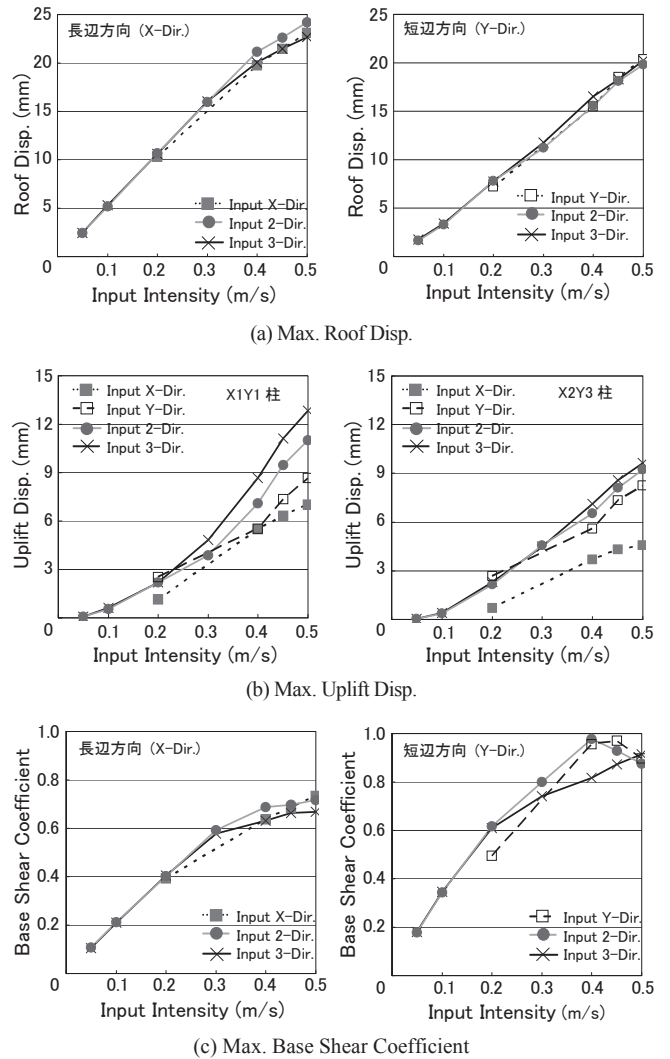 25
20
15
10
5
0
Roof Disp. (mm)
長辺方向 (X-Dir.)
Input X-Dir.
Input 2-Dir.
Input 3-Dir.
0.1 0.2 0.3 0.4 0.5
Input Intensity (m/s)
25
20
15
10
5
0
Roof Disp. (mm)
短辺方向 (Y-Dir.)
Input Y-Dir.
Input 2-Dir.
Input 3-Dir.
0.1 0.2 0.3 0.4 0.5
Input Intensity (m/s)
(a) Max. Roof Disp.
15
12
9
6
3
0
Uplift Disp. (mm)
Input X-Dir.
Input Y-Dir.
Input 2-Dir.
Input 3-Dir.
X1Y1 柱
0.1 0.2 0.3 0.4 0.5
Input Intensity (m/s)
15
12
9
6
3
0
Uplift Disp. (mm)
Input X-Dir.
Input Y-Dir.
Input 2-Dir.
Input 3-Dir.
X2Y3 柱
0.1 0.2 0.3 0.4 0.5
Input Intensity (m/s)
(b) Max. Uplift Disp.
1.0
0.8
0.6
0.4
0.2
0
Base Shear Coefficient
長辺方向 (X-Dir.)
Input X-Dir.
Input 2-Dir.
Input 3-Dir.
0.1 0.2 0.3 0.4 0.5
Input Intensity (m/s)
1.0
0.8
0.6
0.4
0.2
0
Base Shear Coefficient
短辺方向 (Y-Dir.)
Input Y-Dir.
Input 2-Dir.
Input 3-Dir.
0.1 0.2 0.3 0.4 0.5
Input Intensity (m/s)
(c) Max. Base Shear Coefficient